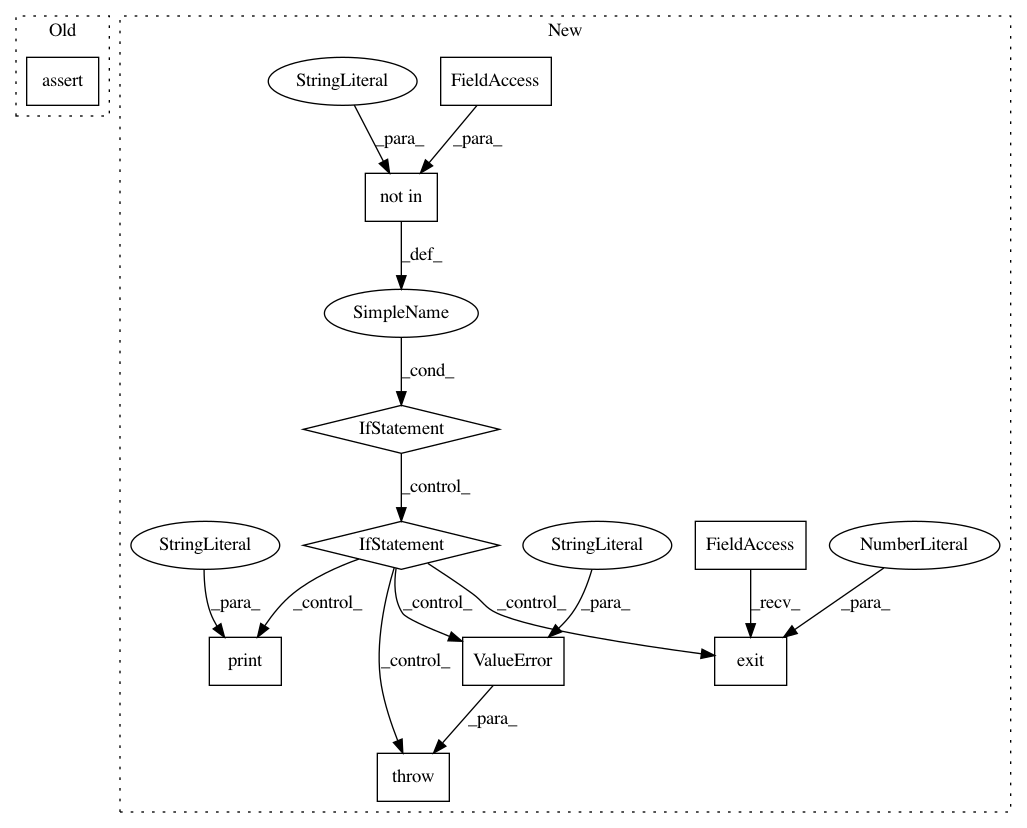 Old
New
assert
StringLiteral
FieldAccess
_para_
_para_
not in
_def_
SimpleName
_cond_
IfStatement
_control_
StringLiteral
IfStatement
StringLiteral
FieldAccess
NumberLiteral
_para_
_control_
_control_
_control_
_para_
_recv_
_para_
print
_control_
ValueError
exit
_para_
throw